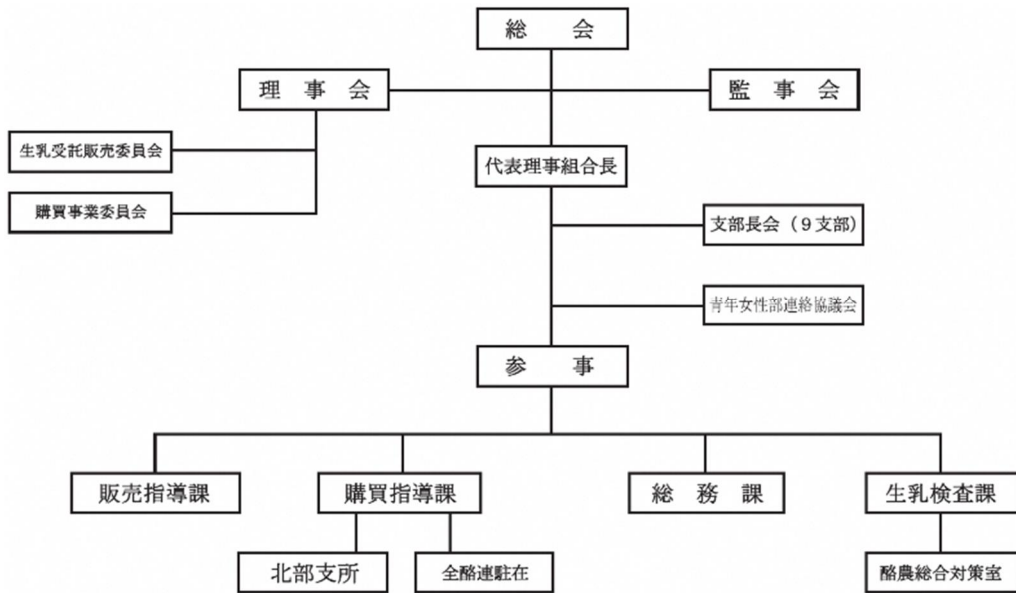 総　会
理　事　会
監　事　会
生乳受託販売委員会
代表理事組合長
購買事業委員会
支部長会（９支部）
青年女性部連絡協議会
参　事
販売指導課
購買指導課
総　務　課
生乳検査課
北部支所
全酪連駐在
酪農総合対策室